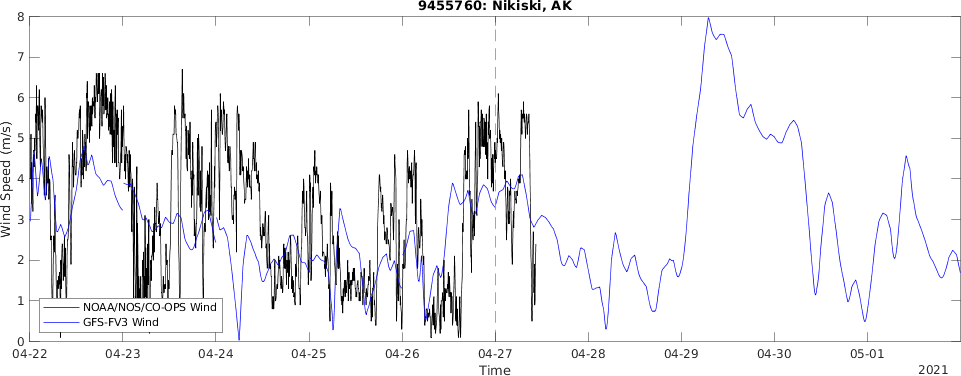 9455760: Nikiski, AK
8
7
6
5
4
3
2
1
0
Wind Speed (m/s)
NOAA/NOS/CO-OPS Wind
GFS-FV3 Wind
04-22 04-23 04-24 04-25 04-26 04-27 04-28 04-29 04-30 05-01
Time
2021